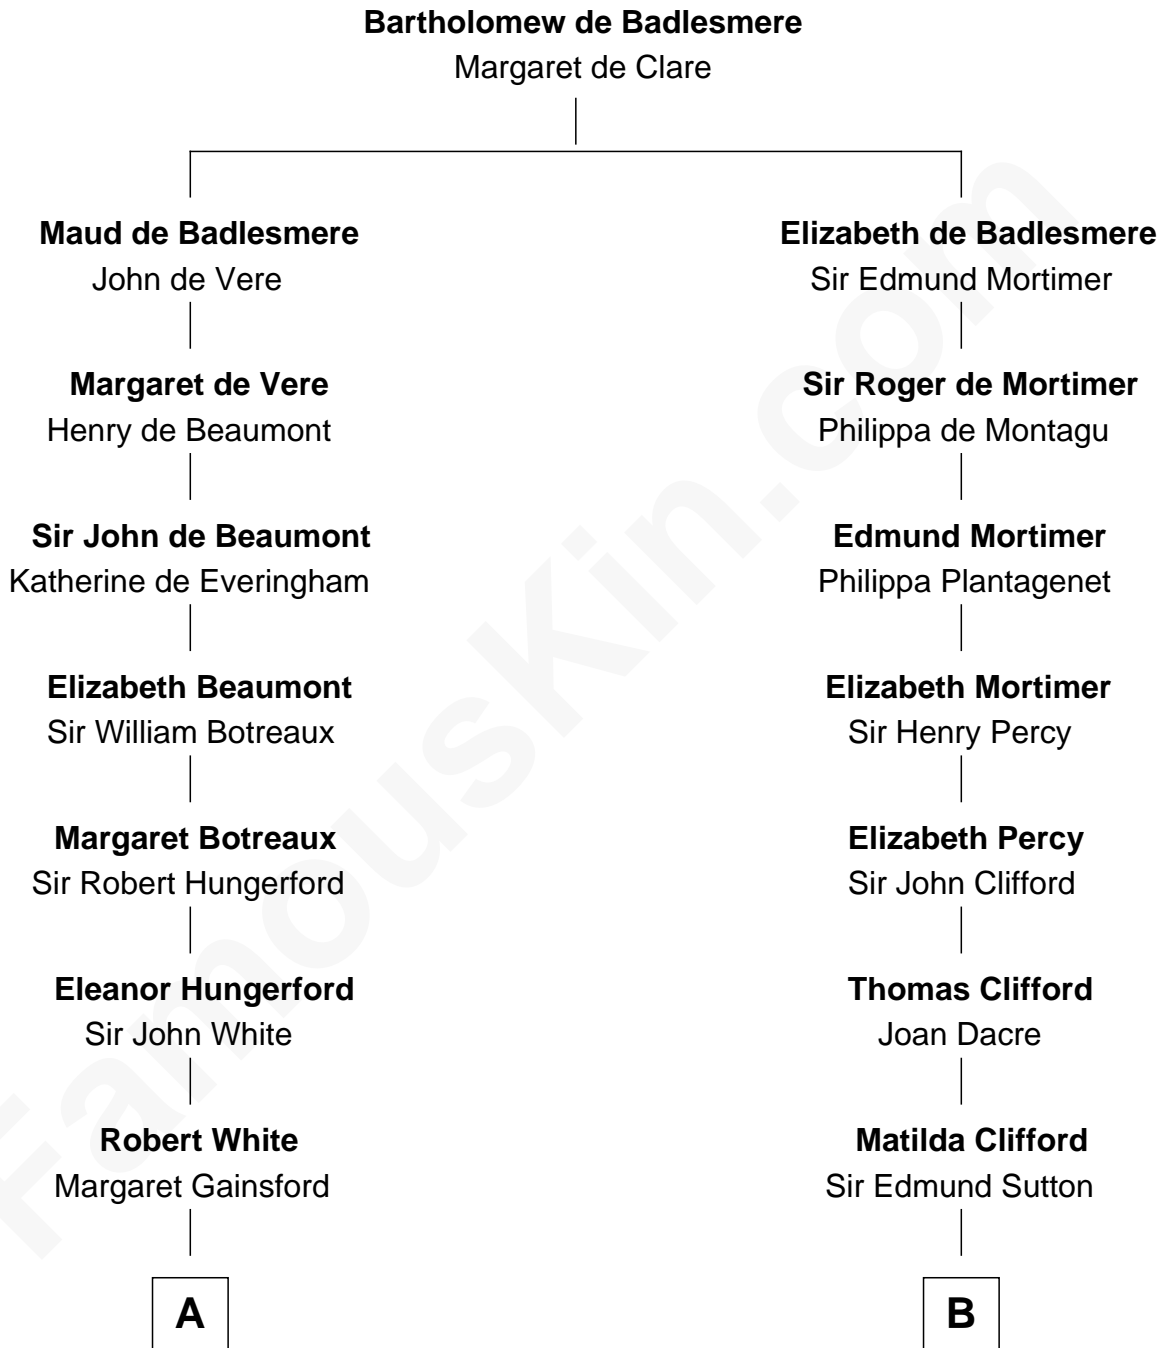 Bartholomew de Badlesmere
Margaret de Clare
Maud de Badlesmere
John de Vere
Elizabeth de Badlesmere
Sir Edmund Mortimer
Margaret de Vere
Henry de Beaumont
Sir Roger de Mortimer
Philippa de Montagu
Sir John de Beaumont
Katherine de Everingham
Edmund Mortimer
Philippa Plantagenet
Elizabeth Beaumont
Sir William Botreaux
Elizabeth Mortimer
Sir Henry Percy
Margaret Botreaux
Sir Robert Hungerford
Elizabeth Percy
Sir John Clifford
Eleanor Hungerford
Sir John White
Thomas Clifford
Joan Dacre
Robert White
Margaret Gainsford
Matilda Clifford
Sir Edmund Sutton
A
B
FamousKin.com